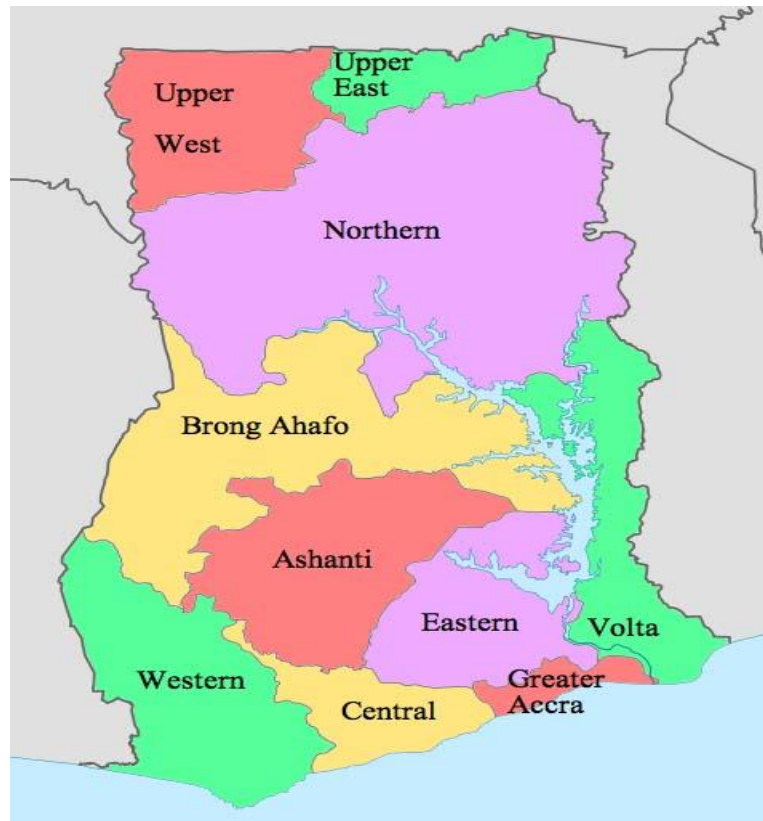 Upper
West
Upper
East
Northern
Brong Ahafo
Ashanti
Eastern
Volta
Western
Central
Greater
Accra